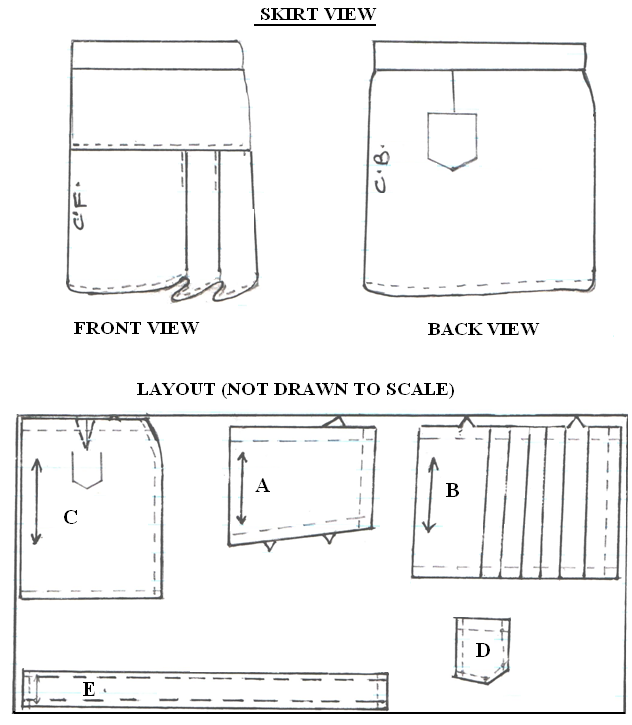 SKIRT VIEW
C.F.
C.B.
FRONT VIEW
BACK VIEW
LAYOUT (NOT DRAWN TO SCALE)
A
B
C
D
E